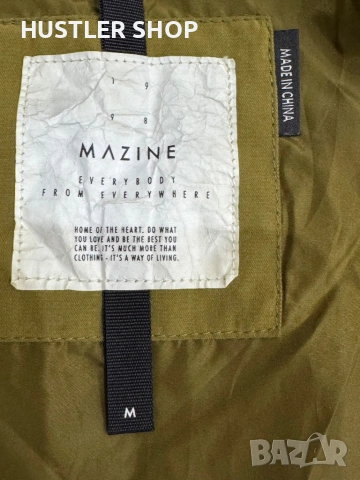 HUSTLER SHOP
1 9
9 8
MAZINE
EVERYBODY
FROM EVERYWHERE
HOME OF THE HEART. DO WHAT
YOU LOVE AND BE THE BEST YOU
CAN BE. IT'S MUCH MORE THAN
CLOTHING - IT'S A WAY OF LIVING.
MADE IN CHINA
M
BAZAR